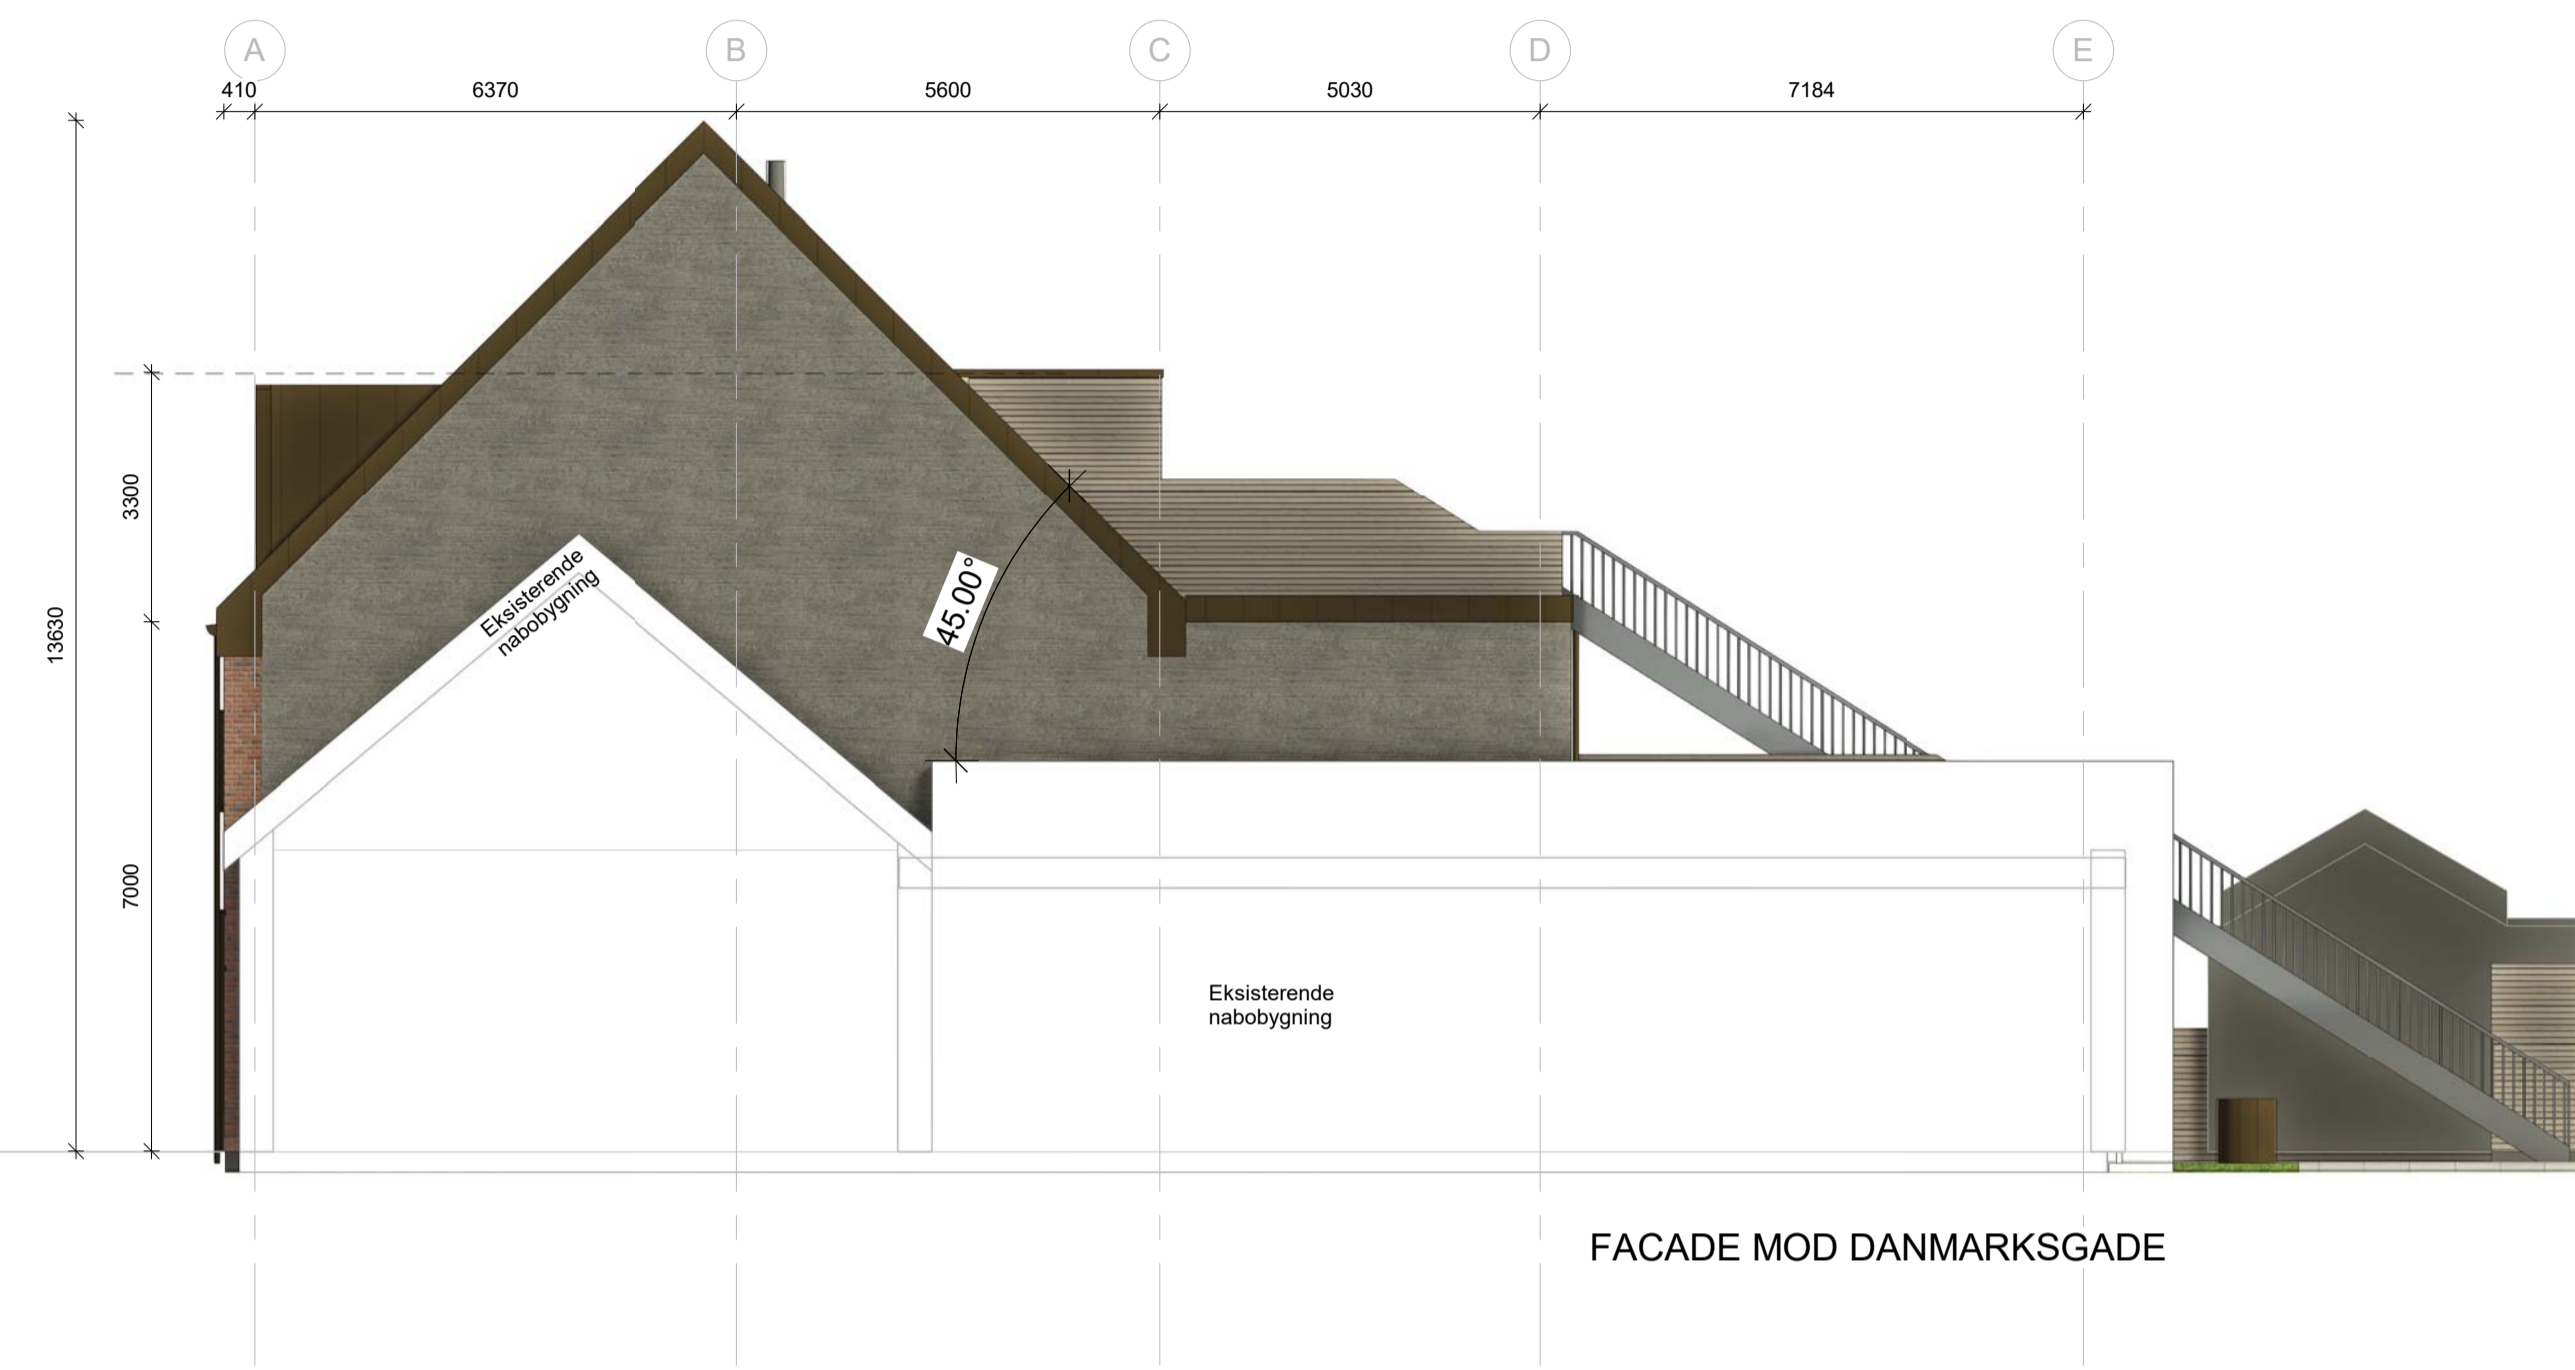 A
B
C
D
E
410
6370
5600
5030
7184
13630
3300
7000
45.00°
Eksisterende
nabobygning
Eksisterende
nabobygning
FACADE MOD DANMARKSGADE